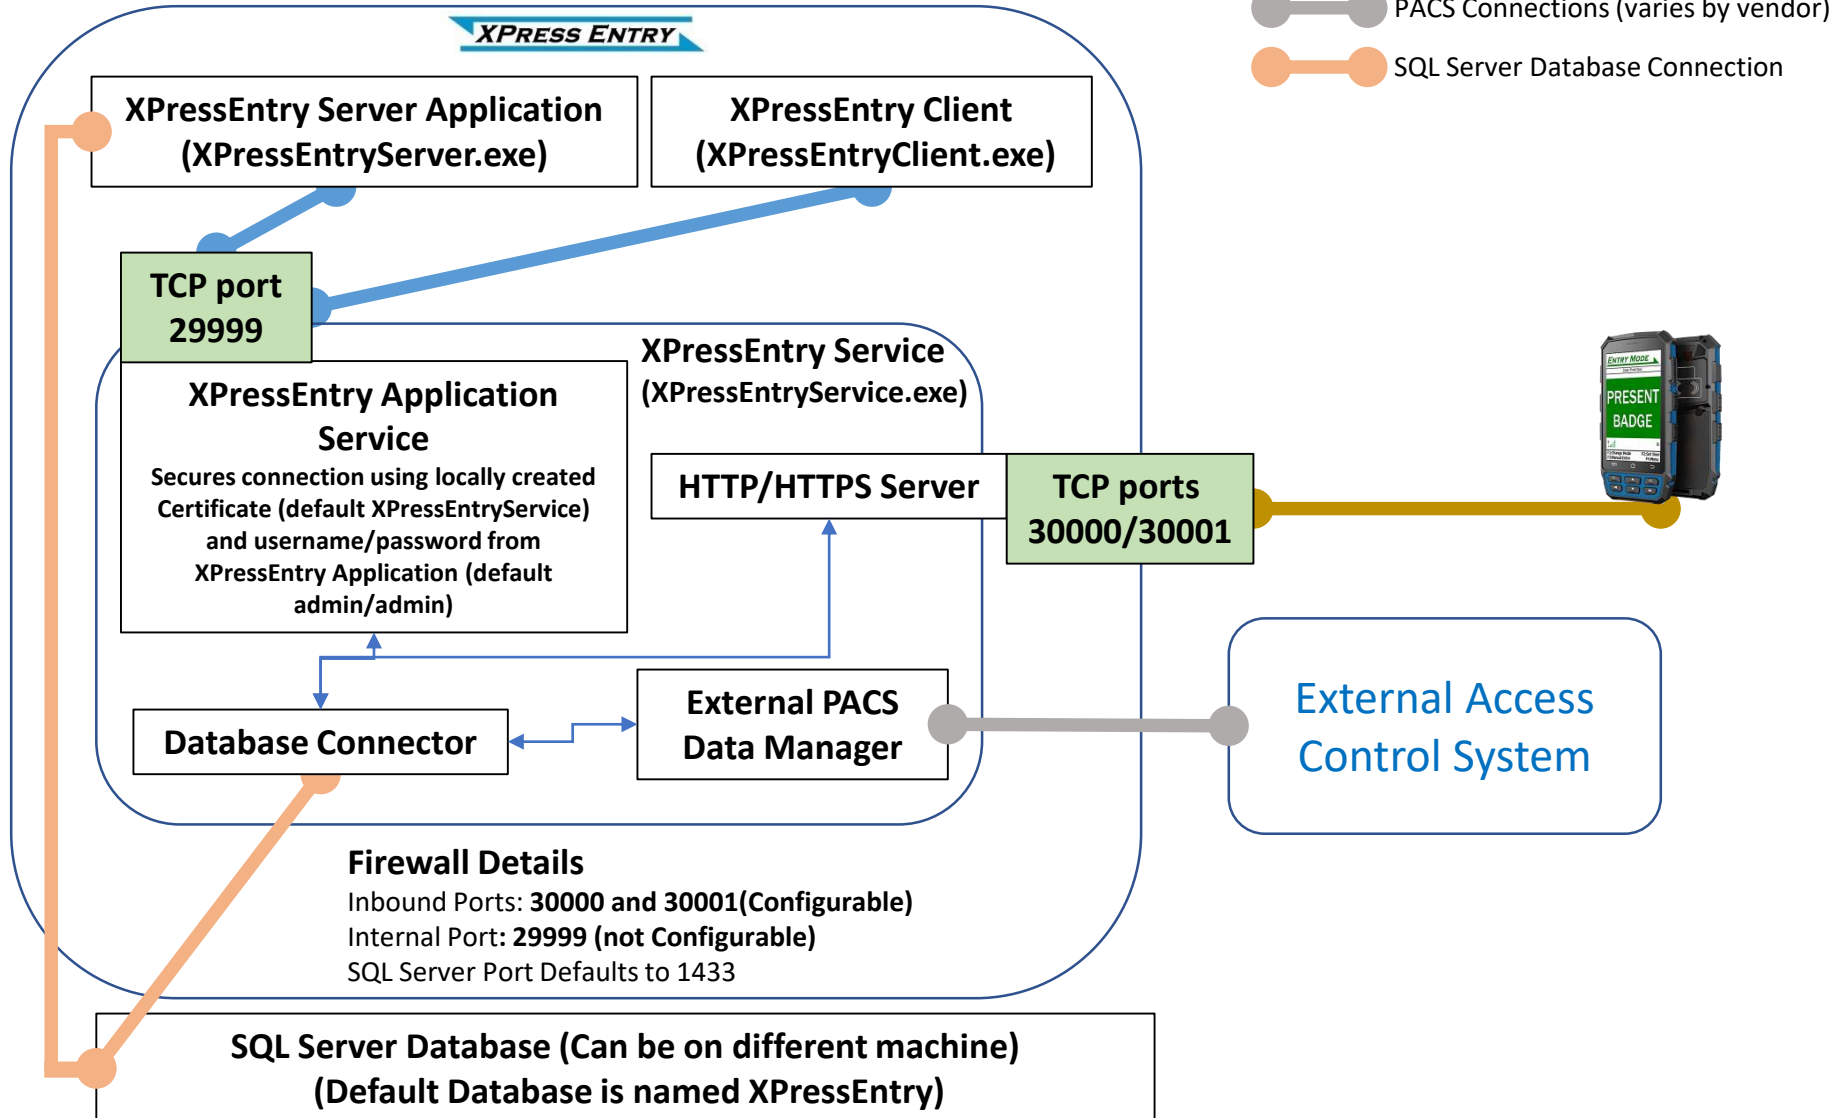 XPRESS ENTRY
PACS Connections (varies by vendor)
SQL Server Database Connection
XPressEntry Server Application
(XPressEntryServer.exe)
XPressEntry Client
(XPressEntryClient.exe)
TCP port
29999
XPressEntry Service
(XPressEntryService.exe)
XPressEntry Application
Service
Secures connection using locally created
Certificate (default XPressEntryService)
and username/password from
XPressEntry Application (default
admin/admin)
HTTP/HTTPS Server
TCP ports
30000/30001
ENTRY MODE
PRESENT
BADGE
External PACS
Data Manager
Database Connector
External Access
Control System
Firewall Details
Inbound Ports: 30000 and 30001(Configurable)
Internal Port: 29999 (not Configurable)
SQL Server Port Defaults to 1433
SQL Server Database (Can be on different machine)
(Default Database is named XPressEntry)